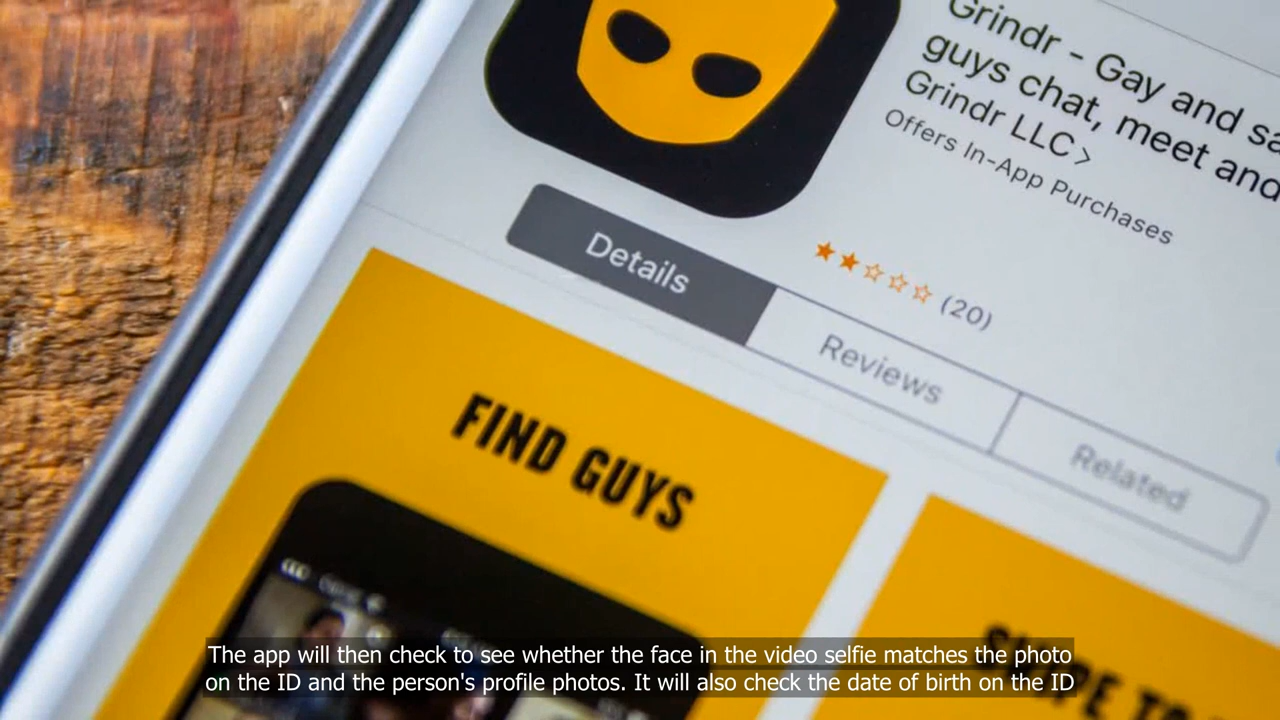 Grindr - Gay and
guys chat, meet and
Grindr LLC >
Offers In-App Purchases
Details
(20)
Reviews
Related
FIND GUYS
The app will then check to see whether the face in the video selfie matches the photo
on the ID and the person's profile photos. It will also check the date of birth on the ID